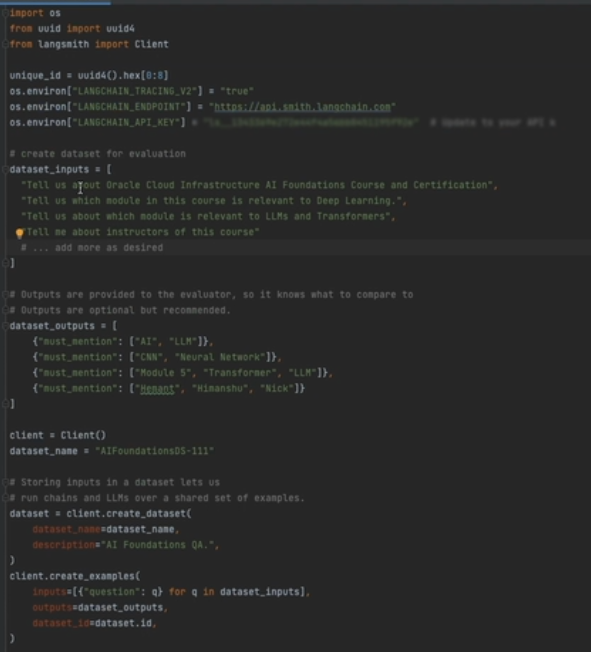 import os
from uuid import uuid4
from langsmith import Client
unique_id = uuid4().hex[0:8]
os.environ["LANGCHAIN_TRACING_V2"] = "true"
os.environ["LANGCHAIN_ENDPOINT"] = "https://api.smith.langchain.com"
os.environ["LANGCHAIN_API_KEY"] =
# create dataset for evaluation
dataset_inputs = [
"Tell us about Oracle Cloud Infrastructure AI Foundations Course and Certification",
"Tell us which module in this course is relevant to Deep Learning.",
"Tell us about which module is relevant to LLMs and Transformers",
"Tell me about instructors of this course"
# ... add more as desired
]
# Outputs are provided to the evaluator, so it knows what to compare to
# Outputs are optional but recommended.
dataset_outputs = [
{"must_mention": ["AI", "LLM"]},
{"must_mention": ["CNN", "Neural Network"]},
{"must_mention": ["Module 5", "Transformer", "LLM"]},
{"must_mention": ["Hemant", "Himanshu", "Nick"]}
]
client = Client()
dataset_name = "AIFoundationsDS-111"
# Storing inputs in a dataset lets us
# run chains and LLMs over a shared set of examples.
dataset = client.create_dataset(
dataset_name=dataset_name,
description="AI Foundations QA.",
)
client.create_examples(
inputs=[{"question": q} for q in dataset_inputs],
outputs=dataset_outputs,
dataset_id=dataset.id,
)